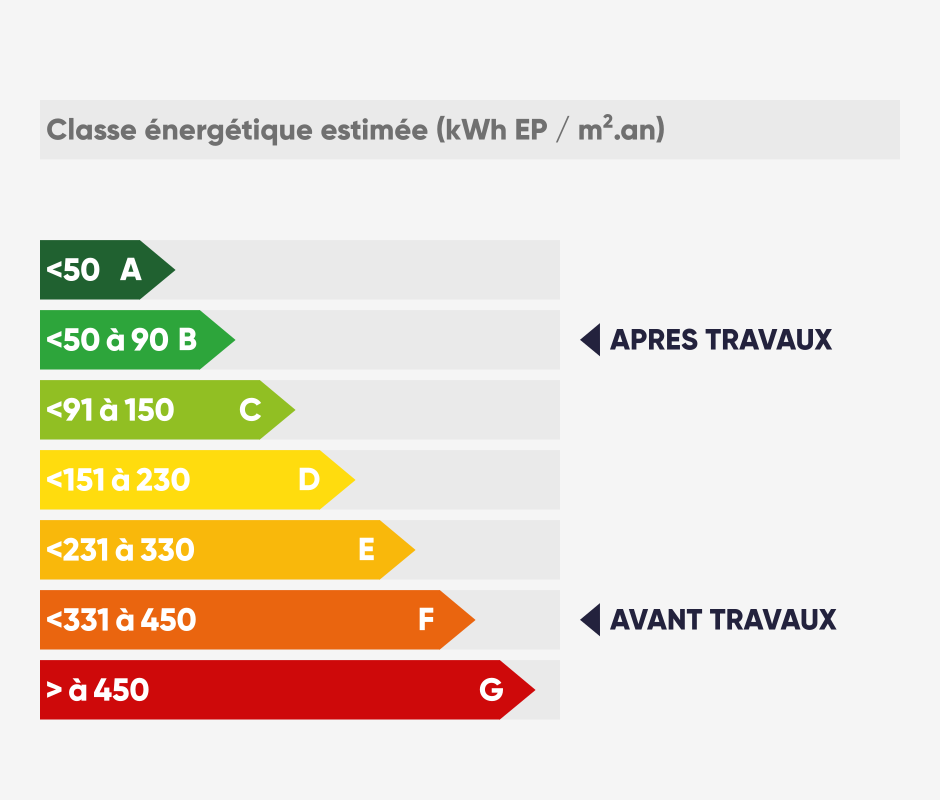 Classe énergétique estimée (kWh EP / m².an)
<50 A
<50 à 90 B
APRES TRAVAUX
<91 à 150 C
<151 à 230 D
<231 à 330 E
<331 à 450 F
AVANT TRAVAUX
> à 450 G